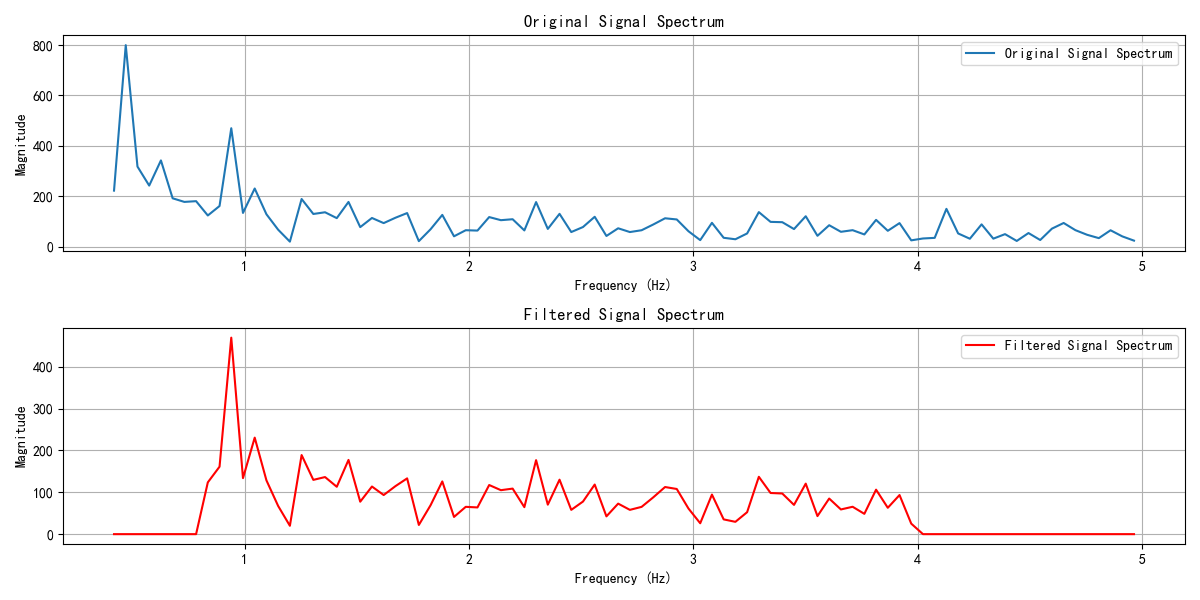 Original Signal Spectrum
Original Signal Spectrum
800
600
400
200
0
Magnitude
1 2 3 4 5
Frequency (Hz)
Filtered Signal Spectrum
Filtered Signal Spectrum
400
300
200
100
0
Magnitude
1 2 3 4 5
Frequency (Hz)